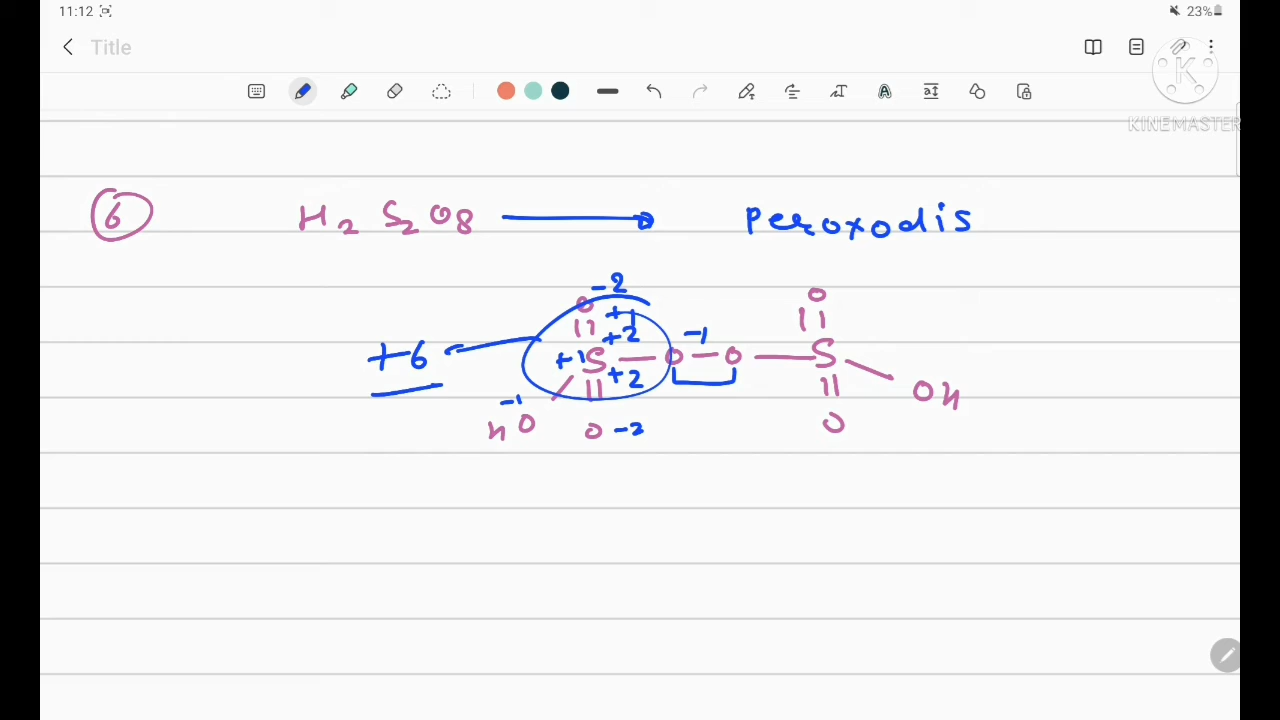 11:12 23%
Title
K
KINEMASTER
6 H2 S2 O8 Peroxodis
-2
O O
+1
+2 -1
+6 +1 S O O S
+2
-1 OH
HO O -2 O